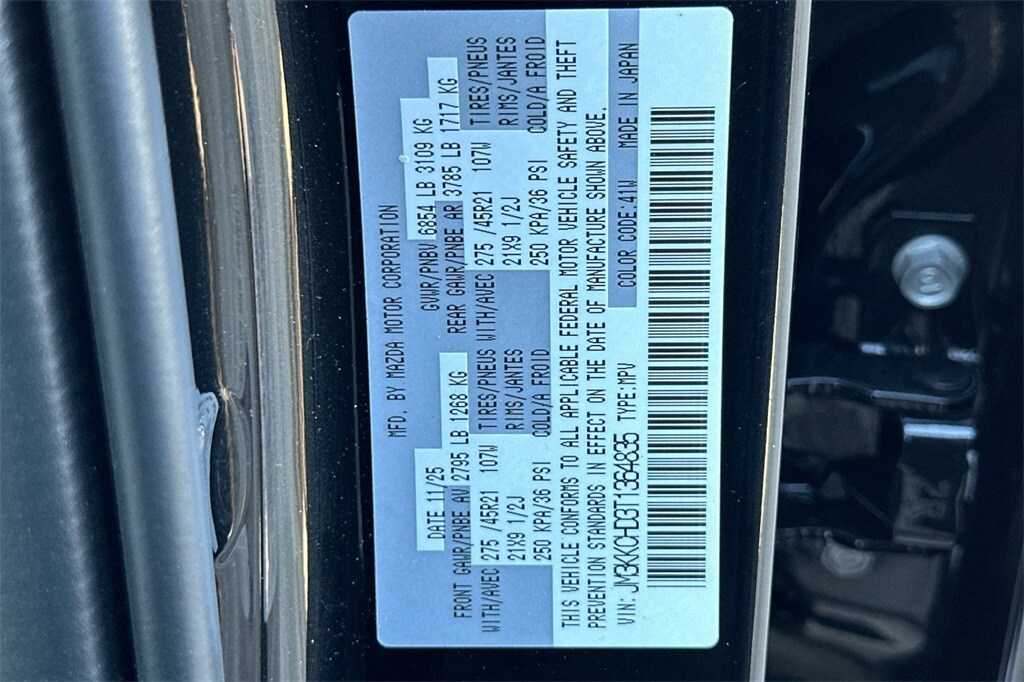 MFD. BY MAZDA MOTOR CORPORATION
DATE 11/25 GVWR/PNBV 6854 LB 3109 KG
FRONT GAWR/PNBE AV 2795 LB 1268 KG REAR GAWR/PNBE AR 3785 LB 1717 KG
WITH/AVEC 275 /45R21 107W TIRES/PNEUS WITH/AVEC 275 /45R21 107W TIRES/PNEUS
21X9 1/2J RIMS/JANTES 21X9 1/2J RIMS/JANTES
250 KPA/36 PSI COLD/A FROID 250 KPA/36 PSI COLD/A FROID
THIS VEHICLE CONFORMS TO ALL APPLICABLE FEDERAL MOTOR VEHICLE SAFETY AND THEFT
PREVENTION STANDARDS IN EFFECT ON THE DATE OF MANUFACTURE SHOWN ABOVE.
VIN: JM3KKCHD3T1364835 TYPE:MPV COLOR CODE:41W MADE IN JAPAN